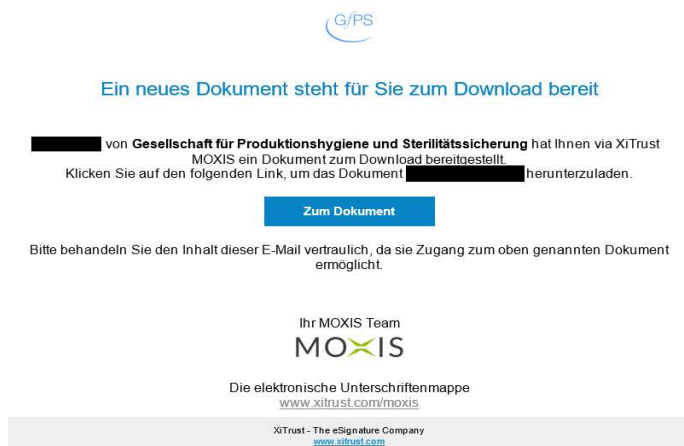 GfPS
Ein neues Dokument steht für Sie zum Download bereit
von Gesellschaft für Produktionshygiene und Sterilitätssicherung hat Ihnen via XiTrust
MOXIS ein Dokument zum Download bereitgestellt.
Klicken Sie auf den folgenden Link, um das Dokument herunterzuladen.
Zum Dokument
Bitte behandeln Sie den Inhalt dieser E-Mail vertraulich, da sie Zugang zum oben genannten Dokument
ermöglicht.
Ihr MOXIS Team
MOXIS
Die elektronische Unterschriftenmappe
www.xitrust.com/moxis
XiTrust - The eSignature Company
www.xitrust.com